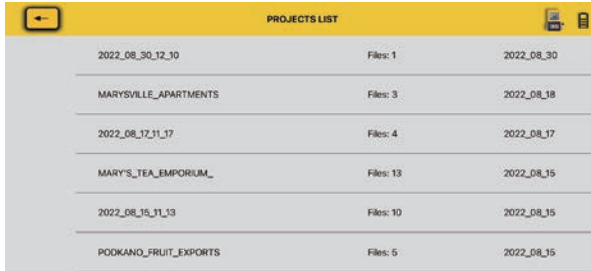 PROJECTS LIST
2022_08_30_12_10 Files: 1 2022_08_30
MARYSVILLE_APARTMENTS Files: 3 2022_08_18
2022_08_17_11_17 Files: 4 2022_08_17
MARY'S_TEA_EMPORIUM_ Files: 13 2022_08_15
2022_08_15_11_13 Files: 10 2022_08_15
PODKANO_FRUIT_EXPORTS Files: 5 2022_08_15